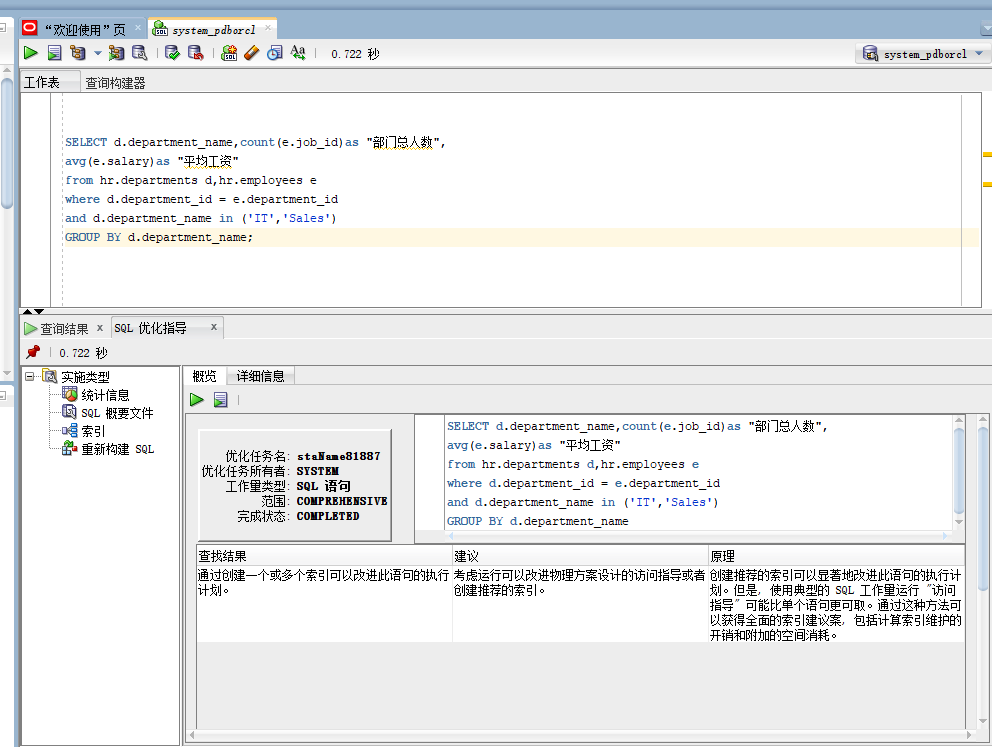 “欢迎使用”页
system_pdborcl
0.722 秒
system_pdborcl
工作表
查询构建器
SELECT d.department_name,count(e.job_id)as "部门总人数",
avg(e.salary)as "平均工资"
from hr.departments d,hr.employees e
where d.department_id = e.department_id
and d.department_name in ('IT','Sales')
GROUP BY d.department_name;
查询结果 x
SQL 优化指导 x
0.722 秒
实施类型
统计信息
SQL 概要文件
索引
重新构建 SQL
概览
详细信息
优化任务名: staName81887
优化任务所有者: SYSTEM
工作量类型: SQL 语句
范围: COMPREHENSIVE
完成状态: COMPLETED
SELECT d.department_name,count(e.job_id)as "部门总人数",
avg(e.salary)as "平均工资"
from hr.departments d,hr.employees e
where d.department_id = e.department_id
and d.department_name in ('IT','Sales')
GROUP BY d.department_name
查找结果
建议
原理
通过创建一个或多个索引可以改进此语句的执行
计划。
考虑运行可以改进物理方案设计的访问指导或者
创建推荐的索引。
创建推荐的索引可以显著地改进此语句的执行计
划。但是, 使用典型的 SQL 工作量运行 "访问
指导" 可能比单个语句更可取。通过这种方法可
以获得全面的索引建议案, 包括计算索引维护的
开销和附加的空间消耗。